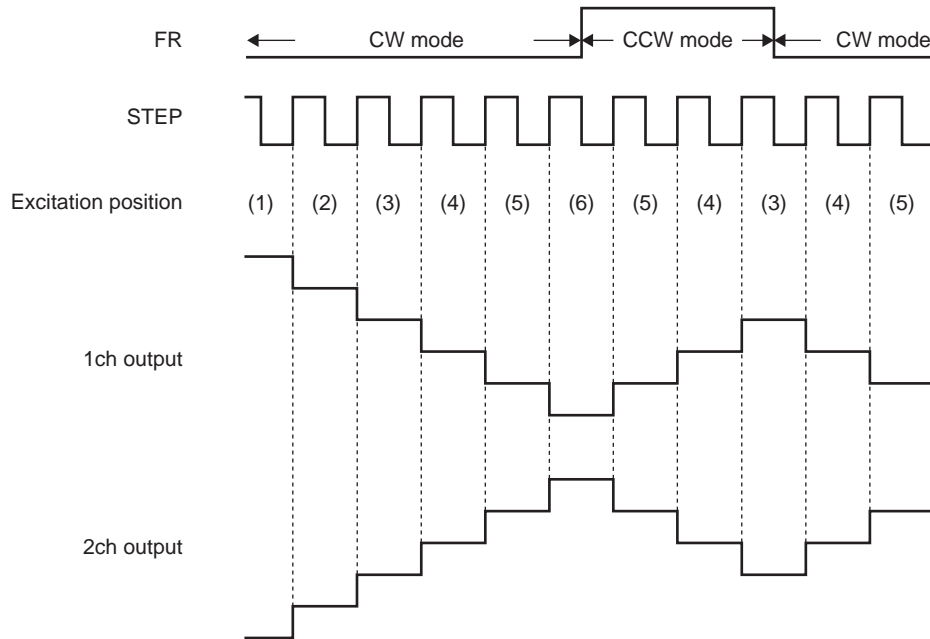 FR
CW mode
CCW mode
CW mode
STEP
Excitation position
(1) (2) (3) (4) (5) (6) (5) (4) (3) (4) (5)
1ch output
2ch output